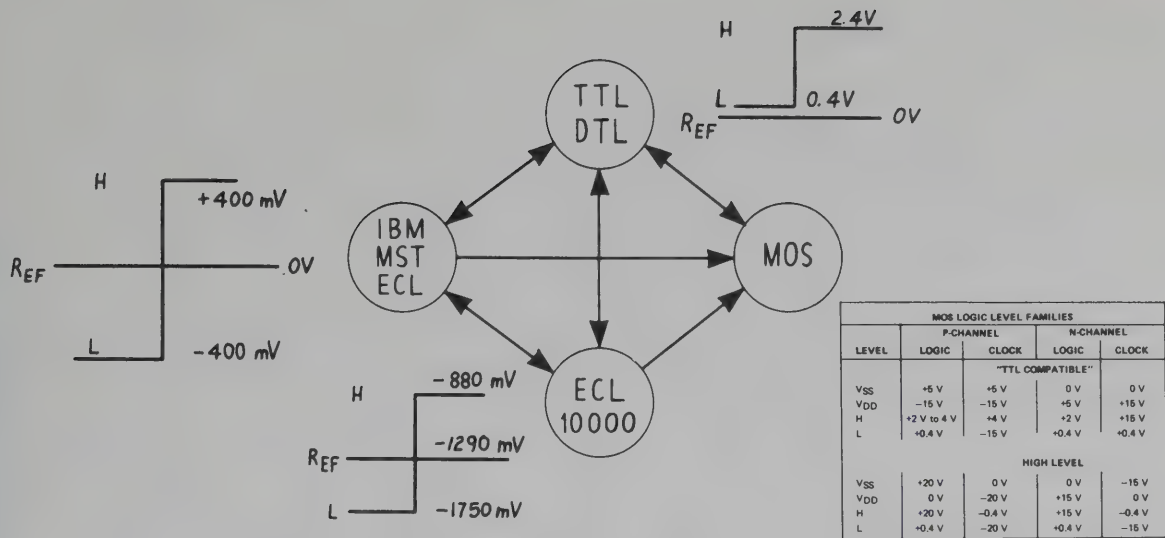 H
2.4V
L
0.4V
REF
0V
TTL
DTL
H
+400 mV
REF
0V
L
-400 mV
IBM
MST
ECL
MOS
ECL
10000
H
-880 mV
REF
-1290 mV
L
-1750 mV
MOS LOGIC LEVEL FAMILIES
P-CHANNEL N-CHANNEL
LEVEL LOGIC CLOCK LOGIC CLOCK
"TTL COMPATIBLE"
VSS +5 V +5 V 0 V 0 V
VDD -15 V -15 V +5 V +15 V
H +2 V to 4 V +4 V +2 V +15 V
L +0.4 V -15 V +0.4 V +0.4 V
HIGH LEVEL
VSS +20 V 0 V 0 V -15 V
VDD 0 V -20 V +15 V 0 V
H +20 V -0.4 V +15 V -0.4 V
L +0.4 V -20 V +0.4 V -15 V